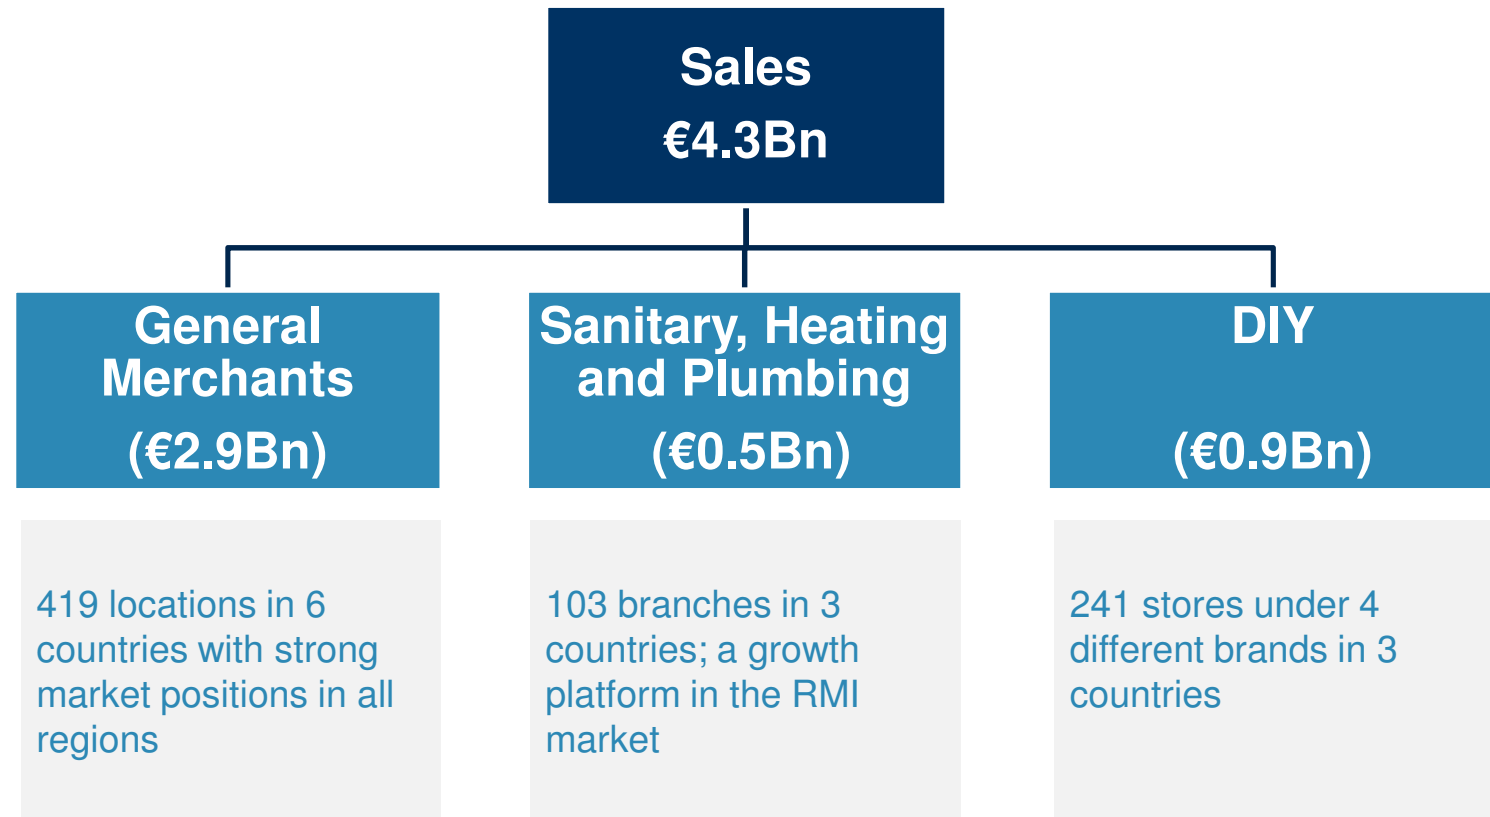 Sales
€4.3Bn
General
Merchants
(€2.9Bn)
Sanitary, Heating
and Plumbing
(€0.5Bn)
DIY
(€0.9Bn)
419 locations in 6
countries with strong
market positions in all
regions
103 branches in 3
countries; a growth
platform in the RMI
market
241 stores under 4
different brands in 3
countries